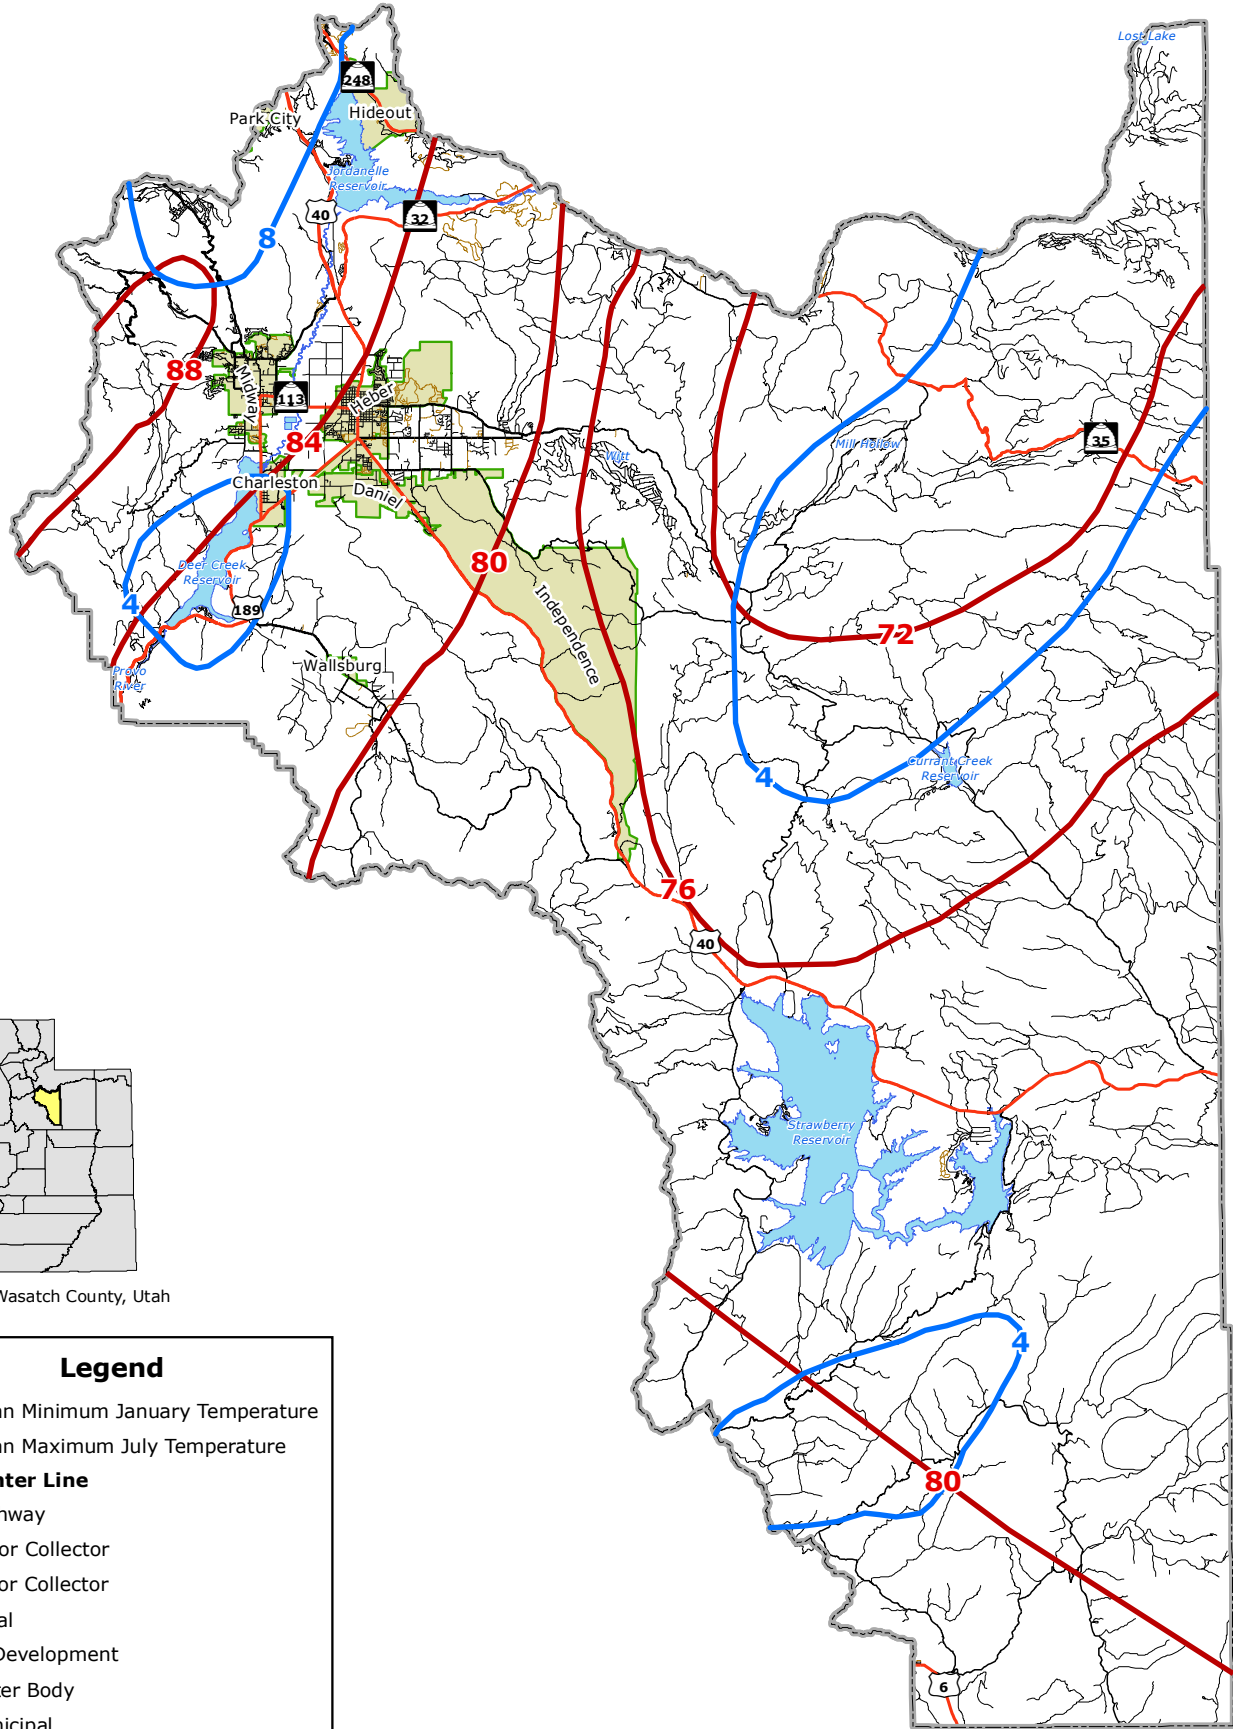 Lost Lake
248
Park City
Hideout
Jordanelle
Reservoir
40
32
8
88
Midway
113
Heber
84
Mill Hollow
35
Witt
Charleston
Daniel
80
Deer Creek
Reservoir
4
189
Independence
72
Wallsburg
Provo
River
4
Currant Creek
Reservoir
76
40
Strawberry
Reservoir
Wasatch County, Utah
4
Legend
an Minimum January Temperature
an Maximum July Temperature
nter Line
hway
or Collector
or Collector
al
Development
ter Body
nicipal
80
6